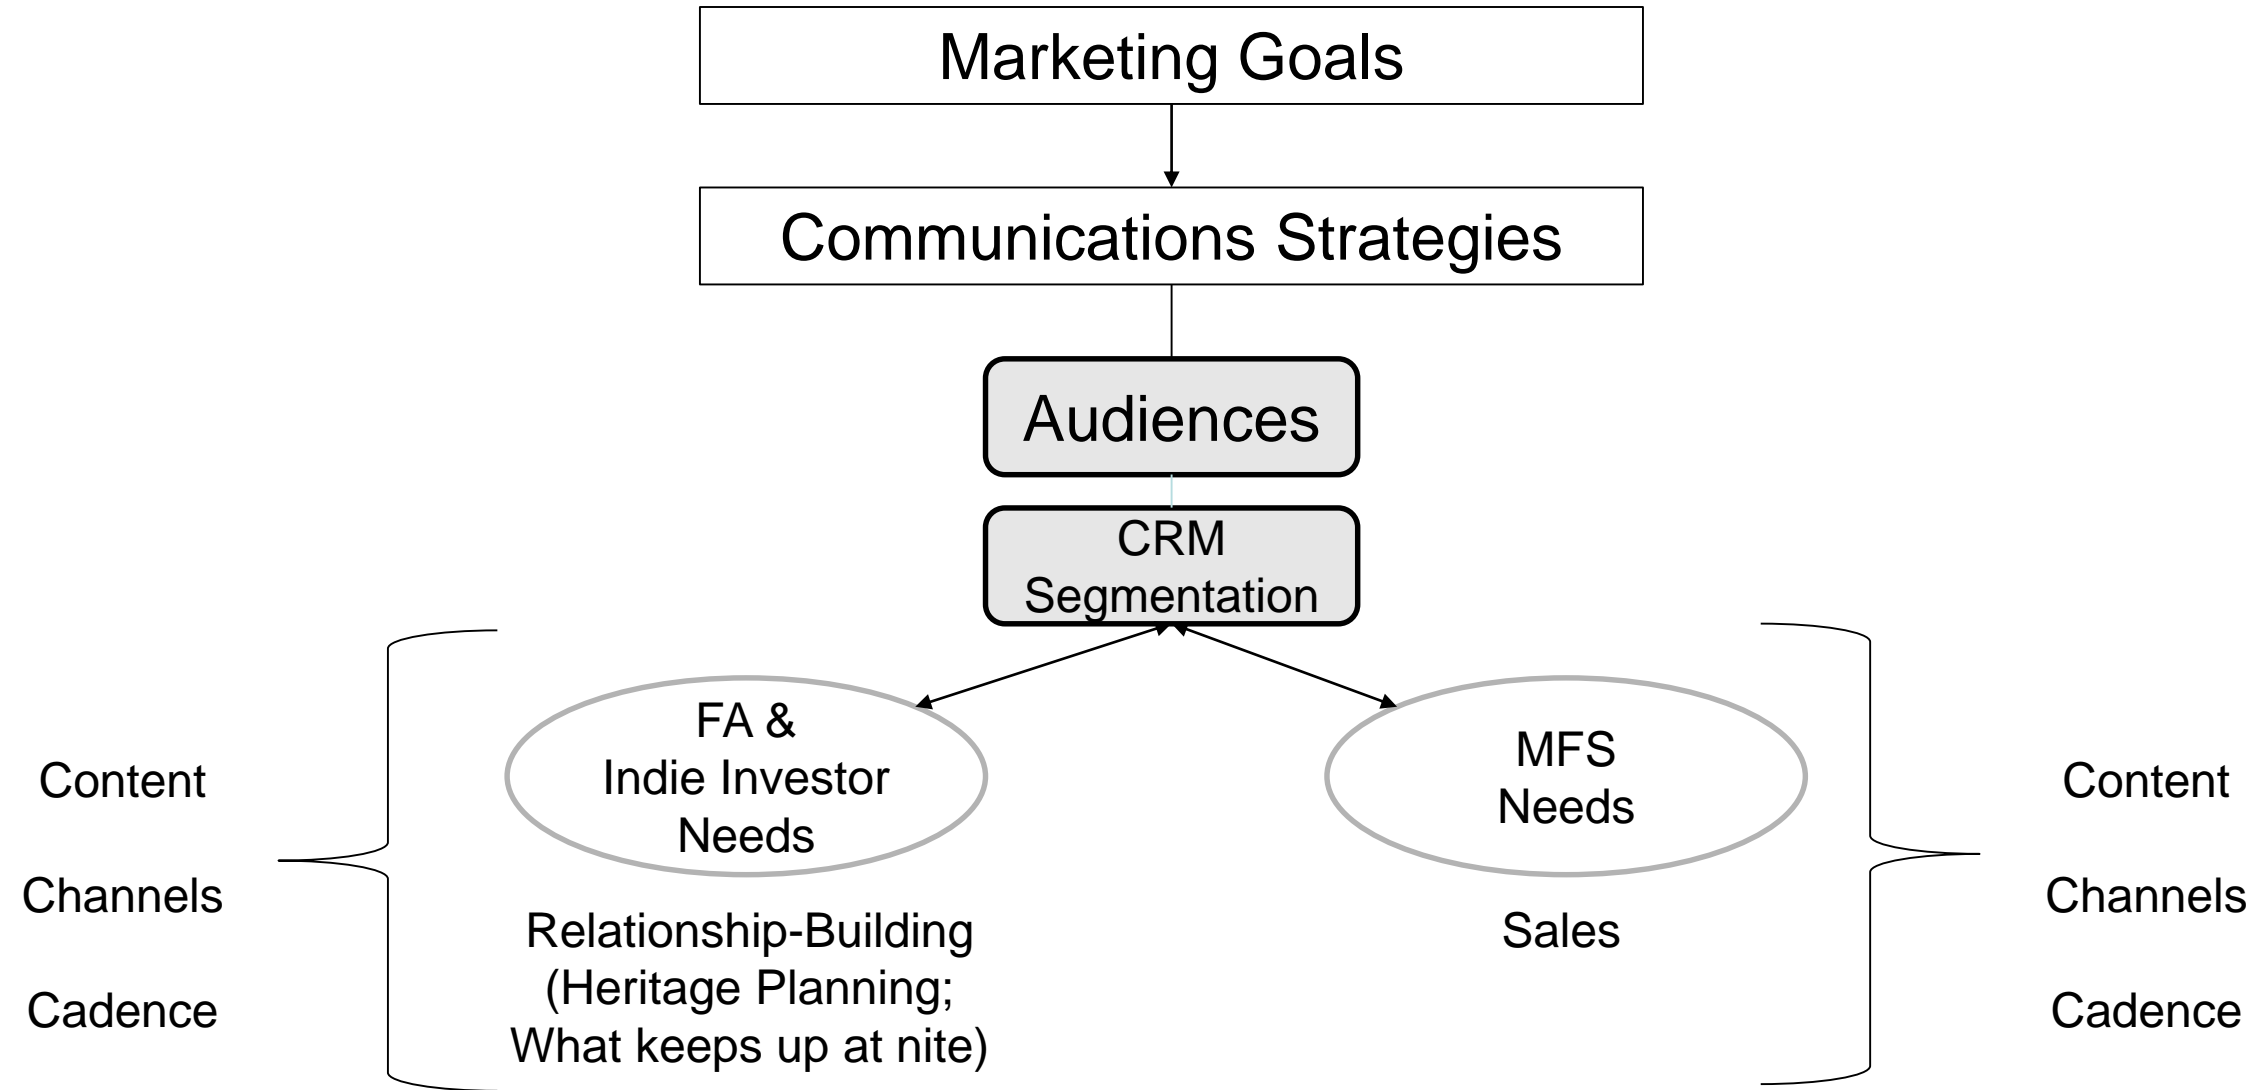 Marketing Goals
Communications Strategies
Audiences
CRM
Segmentation
FA &
Indie Investor
Needs
MFS
Needs
Content
Channels
Cadence
Relationship-Building
(Heritage Planning;
What keeps up at nite)
Sales
Content
Channels
Cadence